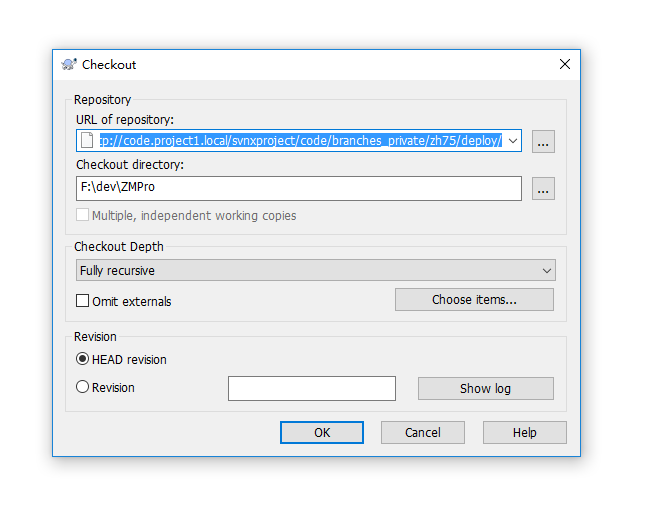 Checkout
Repository
URL of repository:
tp://code.project1.local/svnxproject/code/branches_private/zh75/deploy/
...
Checkout directory:
F:\dev\ZMPro
...
Multiple, independent working copies
Checkout Depth
Fully recursive
Omit externals
Choose items...
Revision
HEAD revision
Revision
Show log
OK
Cancel
Help